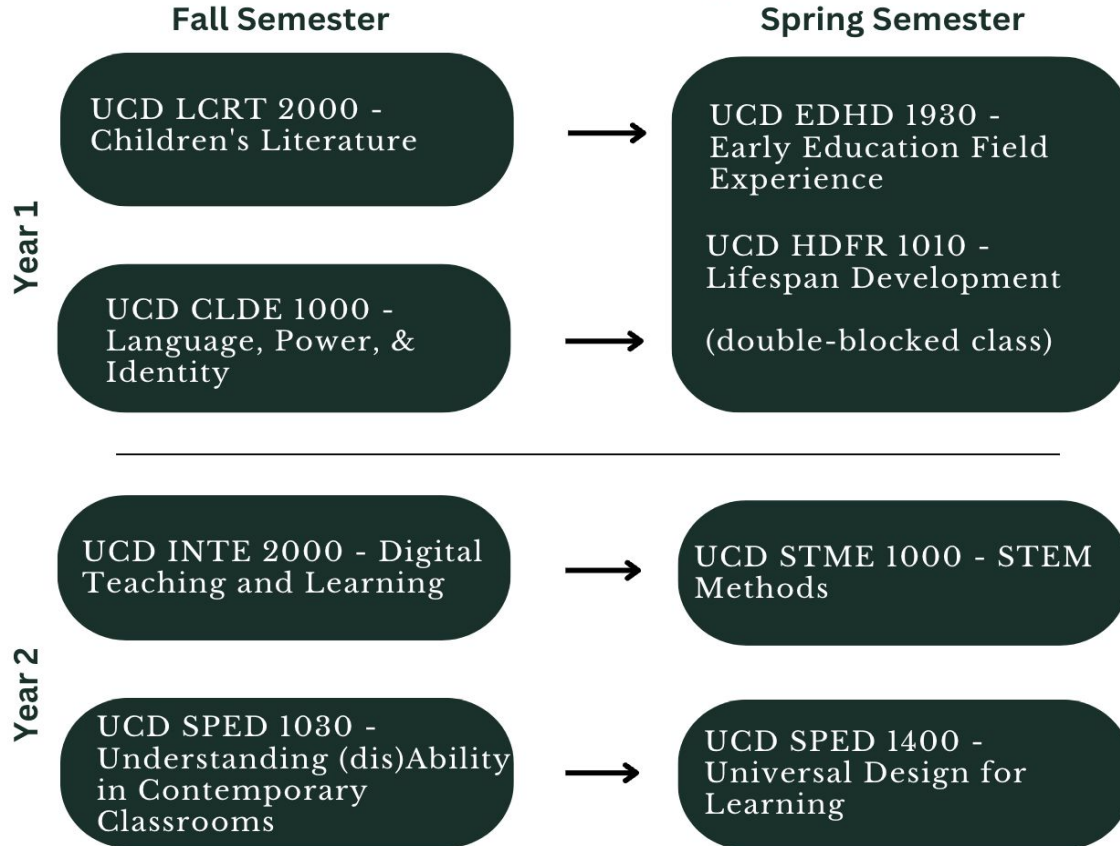 Fall Semester
Spring Semester
Year 1
UCD LCRT 2000 -
Children's Literature
UCD EDHD 1930 -
Early Education Field
Experience
UCD HDFR 1010 -
Lifespan Development
(double-blocked class)
UCD CLDE 1000 -
Language, Power, &
Identity
Year 2
UCD INTE 2000 - Digital
Teaching and Learning
UCD STME 1000 - STEM
Methods
UCD SPED 1030 -
Understanding (dis)Ability
in Contemporary
Classrooms
UCD SPED 1400 -
Universal Design for
Learning